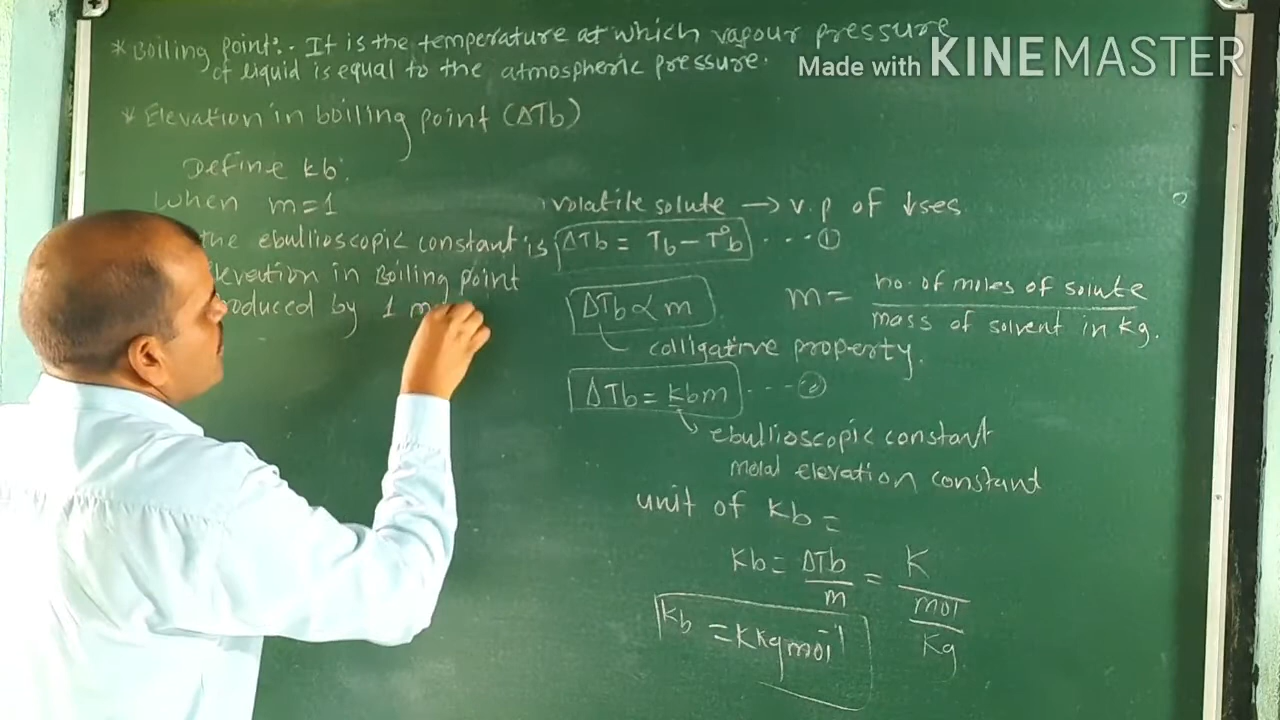 * Boiling point:- It is the temperature at which vapour pressure
of liquid is equal to the atmospheric pressure.
Made with KINEMASTER
* Elevation in boiling point (ΔTb)
Define kb:
When m=1
the ebullioscopic constant is
elevation in Boiling point
produced by 1 m
volatile solute → v.p of ↓ses
ΔTb = Tb - T°b ---- ①
ΔTb ∝ m
colligative property.
m = no. of moles of solute / mass of solvent in kg.
ΔTb = kbm ---- ②
ebullioscopic constant
molal elevation constant
unit of Kb =
Kb = ΔTb / m = K / mol / Kg
kb = K kg mol⁻¹